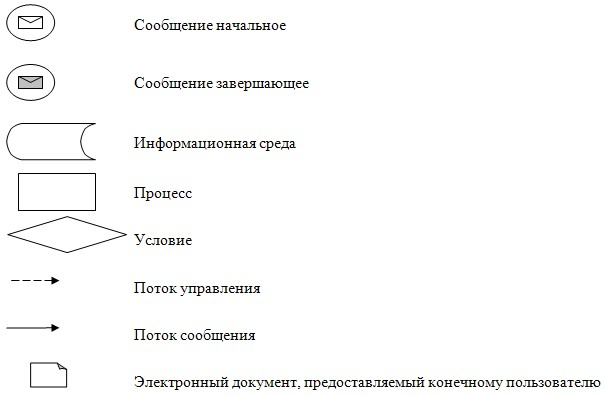 Сообщение начальное
Сообщение завершающее
Информационная среда
Процесс
Условие
Поток управления
Поток сообщения
Электронный документ, предоставляемый конечному пользователю